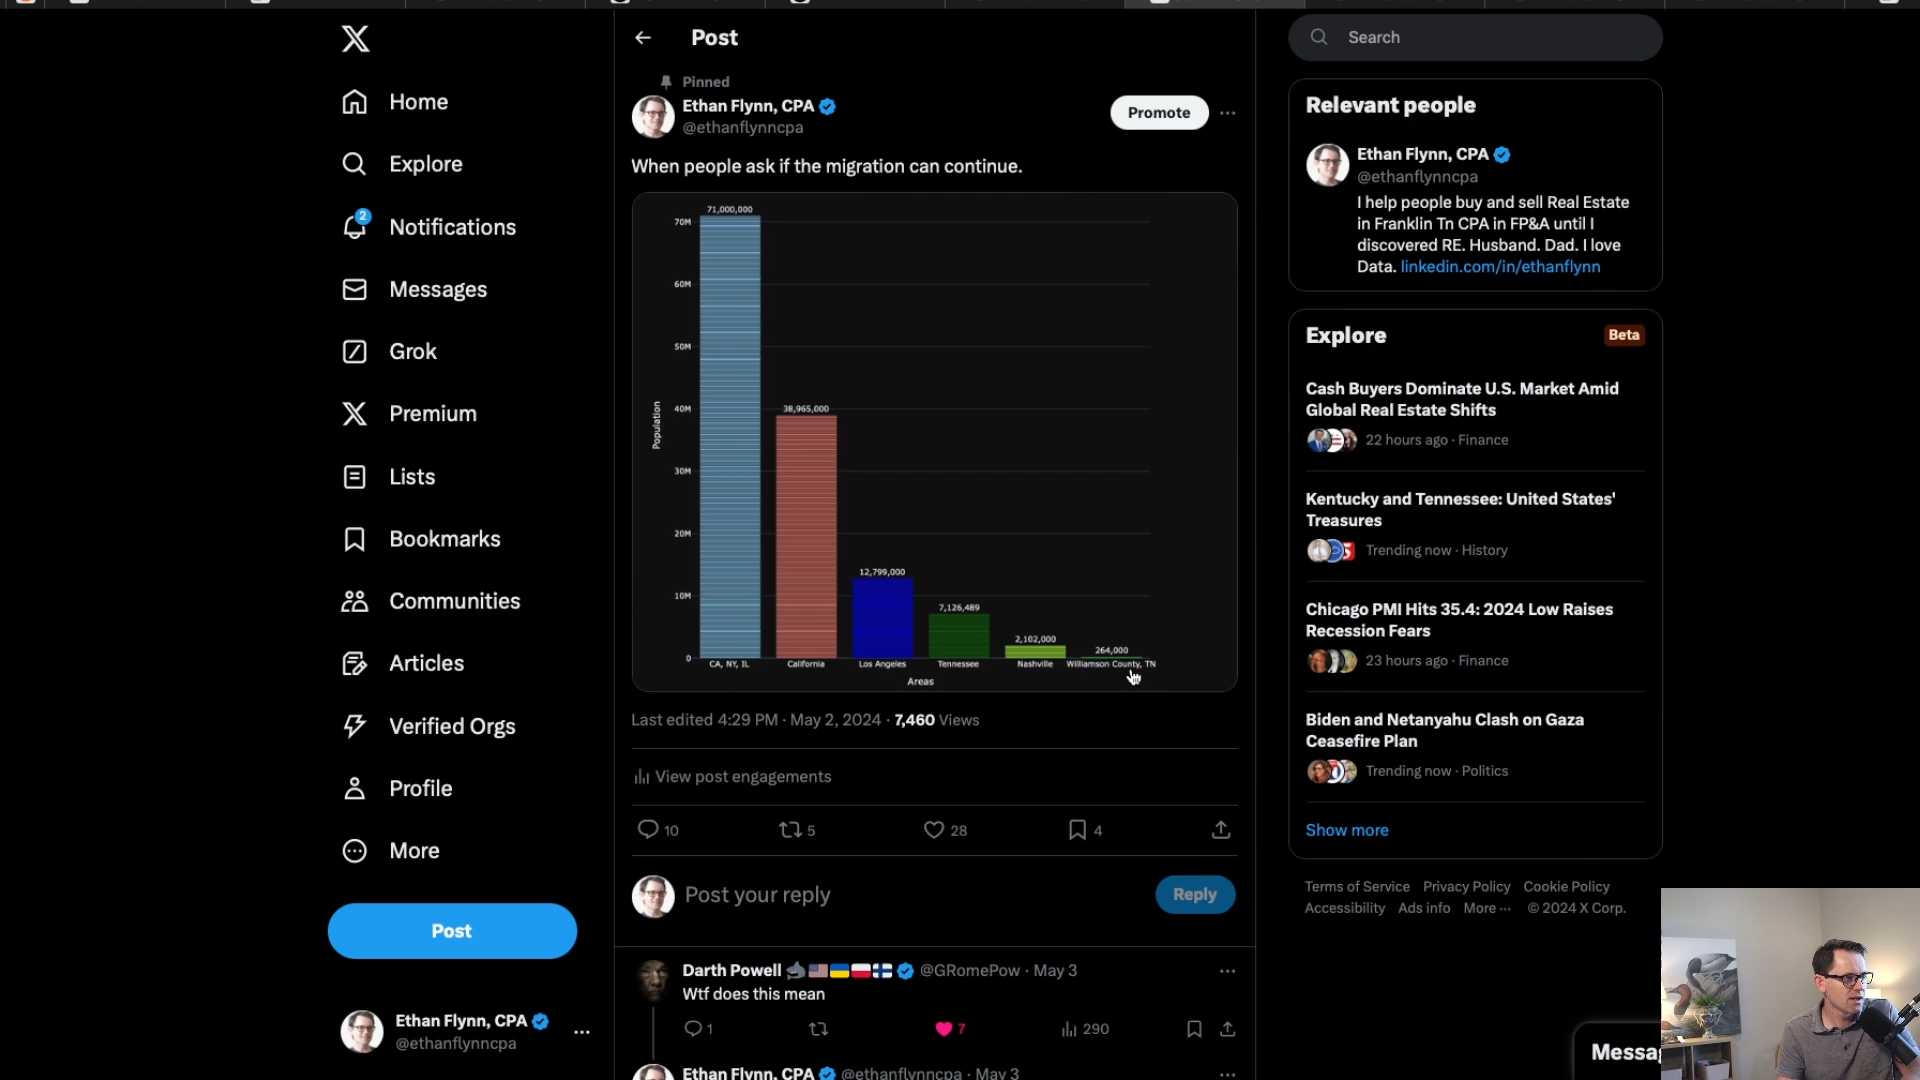 Home
Explore
2
Notifications
Messages
Grok
Premium
Lists
Bookmarks
Communities
Articles
Verified Orgs
Profile
More
Post
Ethan Flynn, CPA
@ethanflynncpa
Post
Pinned
Ethan Flynn, CPA
@ethanflynncpa
Promote
When people ask if the migration can continue.
71,000,000
70M
60M
50M
40M
30M
20M
10M
0
Population
38,965,000
12,799,000
7,126,489
2,102,000
264,000
CA, NY, IL
California
Los Angeles
Tennessee
Nashville
Williamson County, TN
Areas
Last edited 4:29 PM · May 2, 2024 · 7,460 Views
View post engagements
10
5
28
4
Post your reply
Reply
Darth Powell @GRomePow · May 3
Wtf does this mean
1
7
290
Ethan Flynn, CPA @ethanflynncpa · May 3
Search
Relevant people
Ethan Flynn, CPA
@ethanflynncpa
I help people buy and sell Real Estate
in Franklin Tn CPA in FP&A until I
discovered RE. Husband. Dad. I love
Data. linkedin.com/in/ethanflynn
Explore
Beta
Cash Buyers Dominate U.S. Market Amid
Global Real Estate Shifts
22 hours ago · Finance
Kentucky and Tennessee: United States'
Treasures
Trending now · History
Chicago PMI Hits 35.4: 2024 Low Raises
Recession Fears
23 hours ago · Finance
Biden and Netanyahu Clash on Gaza
Ceasefire Plan
Trending now · Politics
Show more
Terms of Service Privacy Policy Cookie Policy
Accessibility Ads info More ··· © 2024 X Corp.